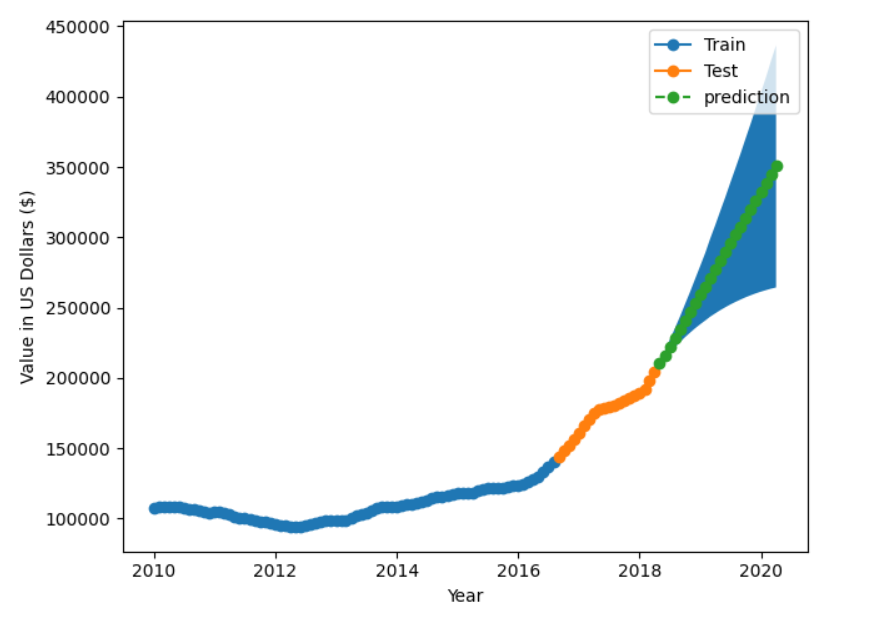 450000
400000
350000
300000
250000
200000
150000
100000
Value in US Dollars ($)
Train
Test
prediction
2010 2012 2014 2016 2018 2020
Year